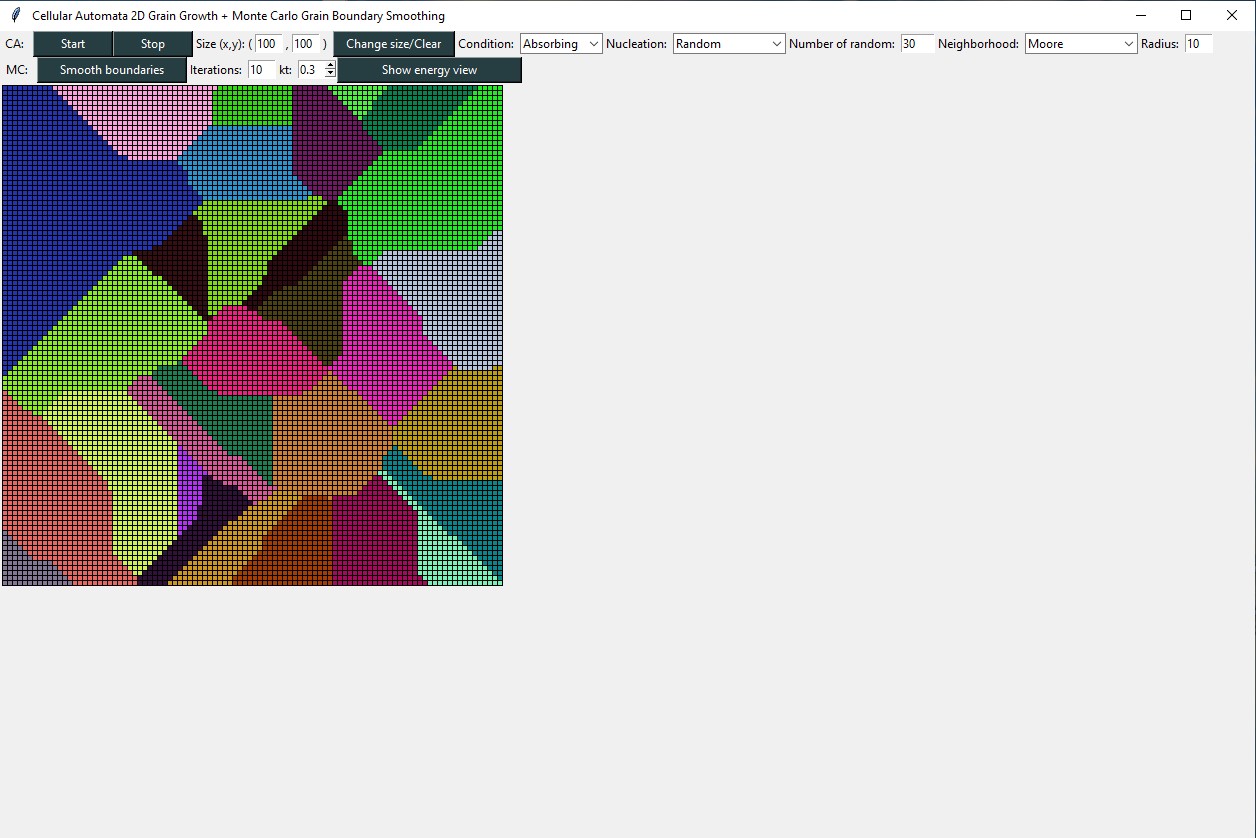 Cellular Automata 2D Grain Growth + Monte Carlo Grain Boundary Smoothing
CA: Start Stop Size (x,y): ( 100 , 100 ) Change size/Clear Condition: Absorbing Nucleation: Random Number of random: 30 Neighborhood: Moore Radius: 10
MC: Smooth boundaries Iterations: 10 kt: 0.3 Show energy view